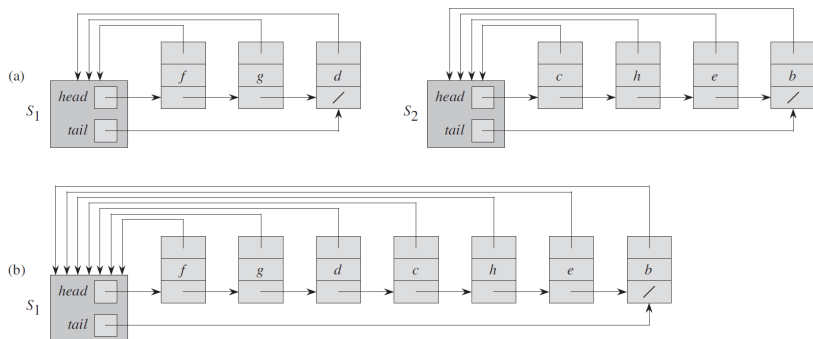 (a)
f g d
head
S1
tail
c h e b
head
S2
tail
(b)
f g d c h e b
head
S1
tail